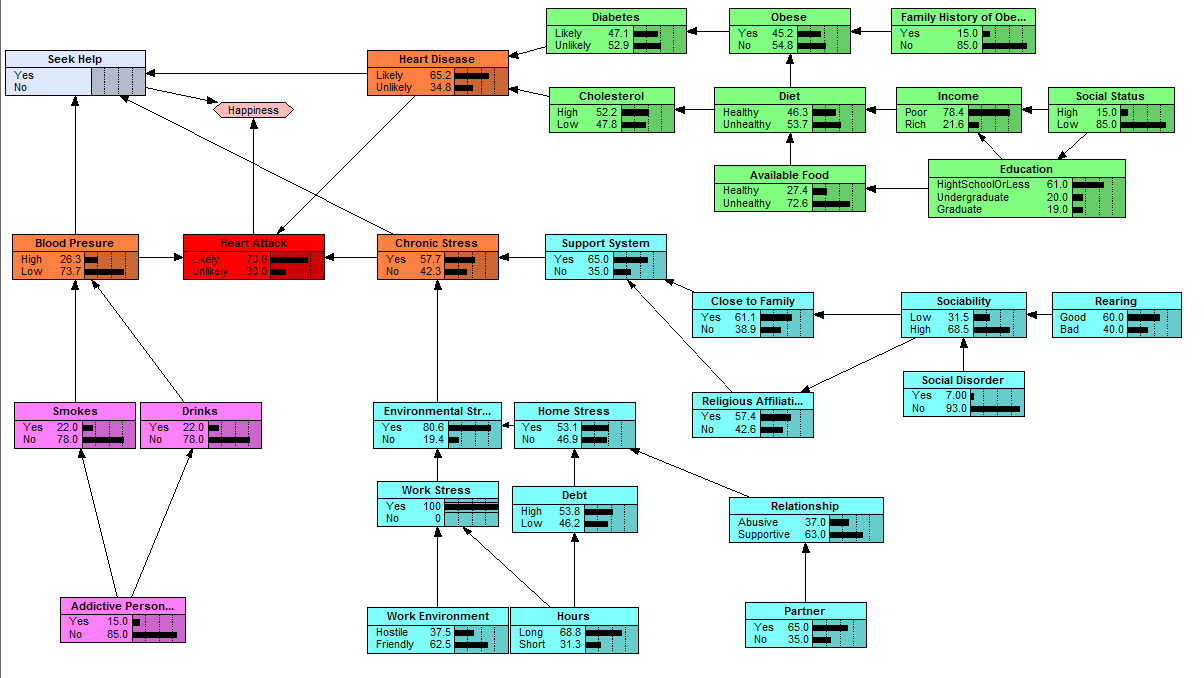 Diabetes
Likely 47.1
Unlikely 52.9
Obese
Yes 45.2
No 54.8
Family History of Obe...
Yes 15.0
No 85.0
Seek Help
Yes
No
Heart Disease
Likely 65.2
Unlikely 34.8
Happiness
Cholesterol
High 52.2
Low 47.8
Diet
Healthy 46.3
Unhealthy 53.7
Income
Poor 78.4
Rich 21.6
Social Status
High 15.0
Low 85.0
Available Food
Healthy 27.4
Unhealthy 72.6
Education
HightSchoolOrLess 61.0
Undergraduate 20.0
Graduate 19.0
Blood Presure
High 26.3
Low 73.7
Heart Attack
Likely 70.0
Unlikely 30.0
Chronic Stress
Yes 57.7
No 42.3
Support System
Yes 65.0
No 35.0
Close to Family
Yes 61.1
No 38.9
Sociability
Low 31.5
High 68.5
Rearing
Good 60.0
Bad 40.0
Social Disorder
Yes 7.00
No 93.0
Religious Affiliati...
Yes 57.4
No 42.6
Smokes
Yes 22.0
No 78.0
Drinks
Yes 22.0
No 78.0
Environmental Str...
Yes 80.6
No 19.4
Home Stress
Yes 53.1
No 46.9
Work Stress
Yes 100
No 0
Debt
High 53.8
Low 46.2
Relationship
Abusive 37.0
Supportive 63.0
Addictive Person...
Yes 15.0
No 85.0
Work Environment
Hostile 37.5
Friendly 62.5
Hours
Long 68.8
Short 31.3
Partner
Yes 65.0
No 35.0